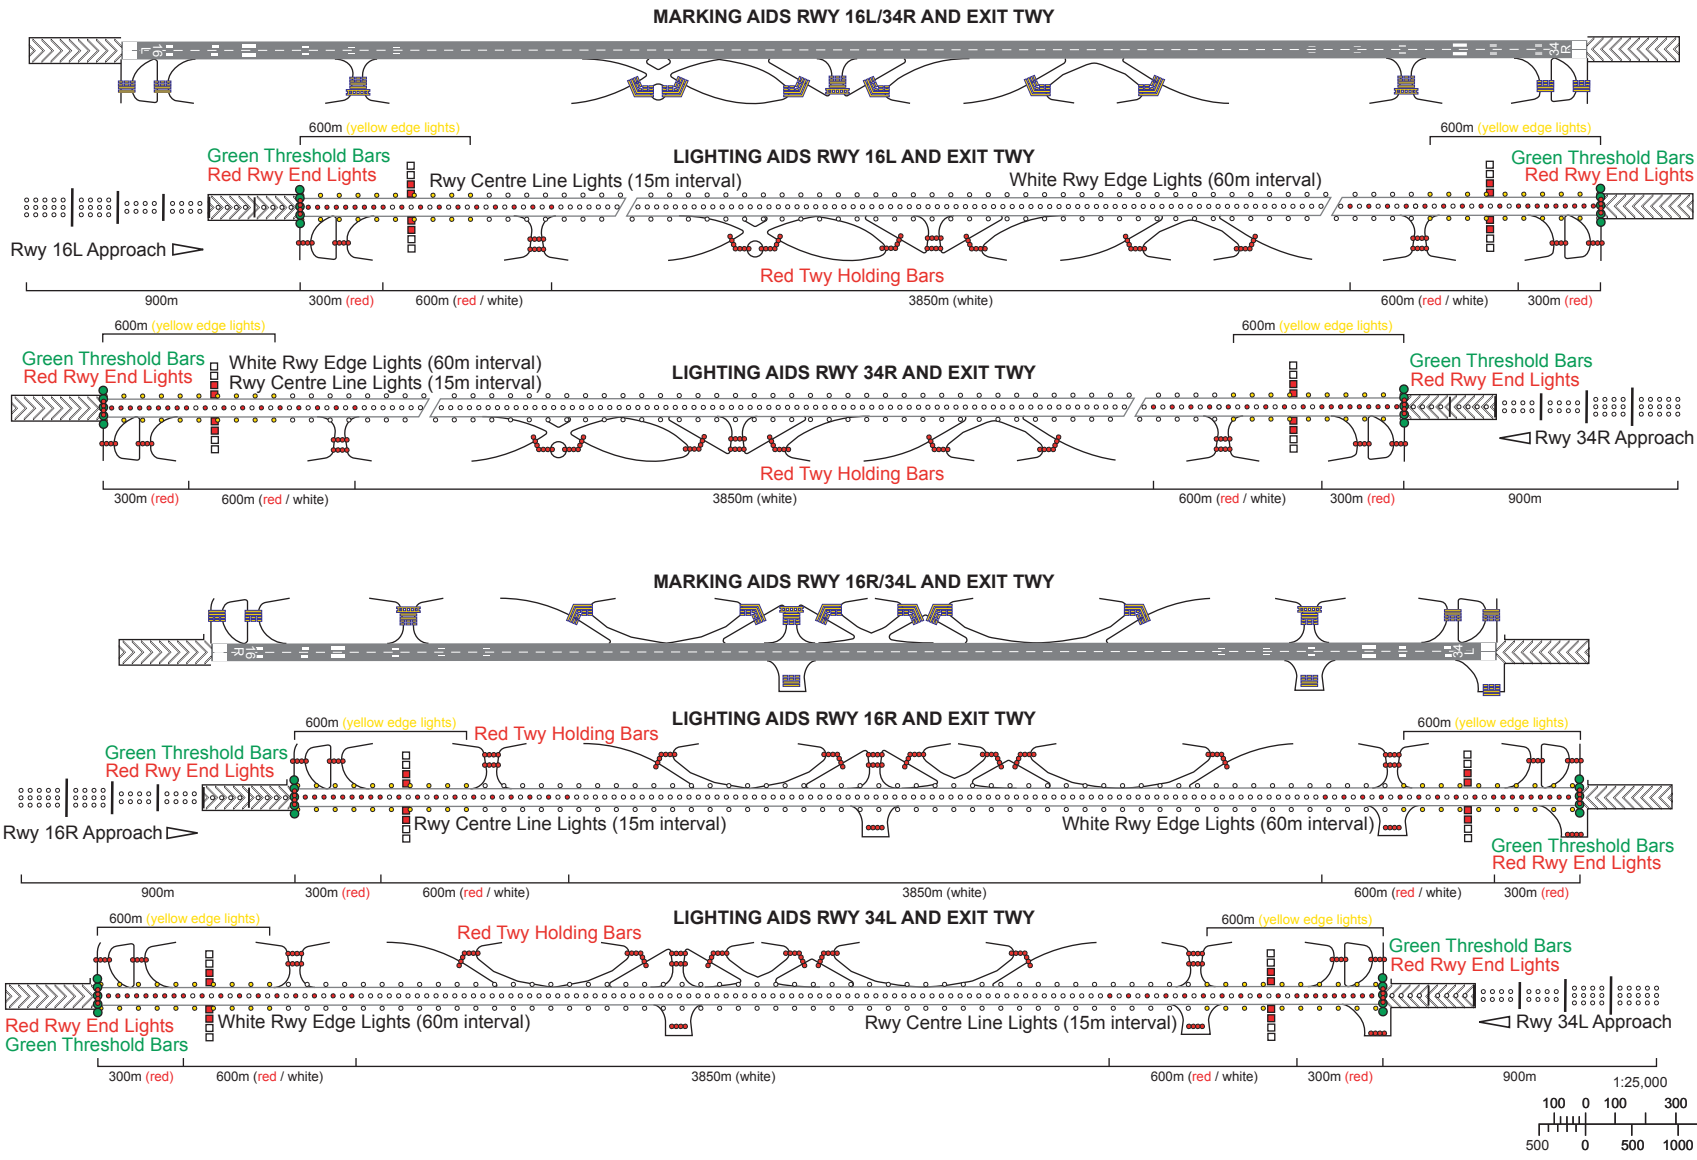 MARKING AIDS RWY 16L/34R AND EXIT TWY
16 L
34 R
600m (yellow edge lights)
600m (yellow edge lights)
Green Threshold Bars
Red Rwy End Lights
LIGHTING AIDS RWY 16L AND EXIT TWY
Green Threshold Bars
Red Rwy End Lights
Rwy Centre Line Lights (15m interval)
White Rwy Edge Lights (60m interval)
Rwy 16L Approach
Red Twy Holding Bars
900m
300m (red)
600m (red / white)
3850m (white)
600m (red / white)
300m (red)
600m (yellow edge lights)
600m (yellow edge lights)
Green Threshold Bars
Red Rwy End Lights
White Rwy Edge Lights (60m interval)
Rwy Centre Line Lights (15m interval)
LIGHTING AIDS RWY 34R AND EXIT TWY
Green Threshold Bars
Red Rwy End Lights
Rwy 34R Approach
Red Twy Holding Bars
300m (red)
600m (red / white)
3850m (white)
600m (red / white)
300m (red)
900m
MARKING AIDS RWY 16R/34L AND EXIT TWY
16 R
34 L
LIGHTING AIDS RWY 16R AND EXIT TWY
600m (yellow edge lights)
600m (yellow edge lights)
Red Twy Holding Bars
Green Threshold Bars
Red Rwy End Lights
Rwy 16R Approach
Rwy Centre Line Lights (15m interval)
White Rwy Edge Lights (60m interval)
Green Threshold Bars
Red Rwy End Lights
900m
300m (red)
600m (red / white)
3850m (white)
600m (red / white)
300m (red)
LIGHTING AIDS RWY 34L AND EXIT TWY
600m (yellow edge lights)
600m (yellow edge lights)
Red Twy Holding Bars
Green Threshold Bars
Red Rwy End Lights
Red Rwy End Lights
Green Threshold Bars
White Rwy Edge Lights (60m interval)
Rwy Centre Line Lights (15m interval)
Rwy 34L Approach
300m (red)
600m (red / white)
3850m (white)
600m (red / white)
300m (red)
900m
1:25,000
100 0 100 300
500 0 500 1000